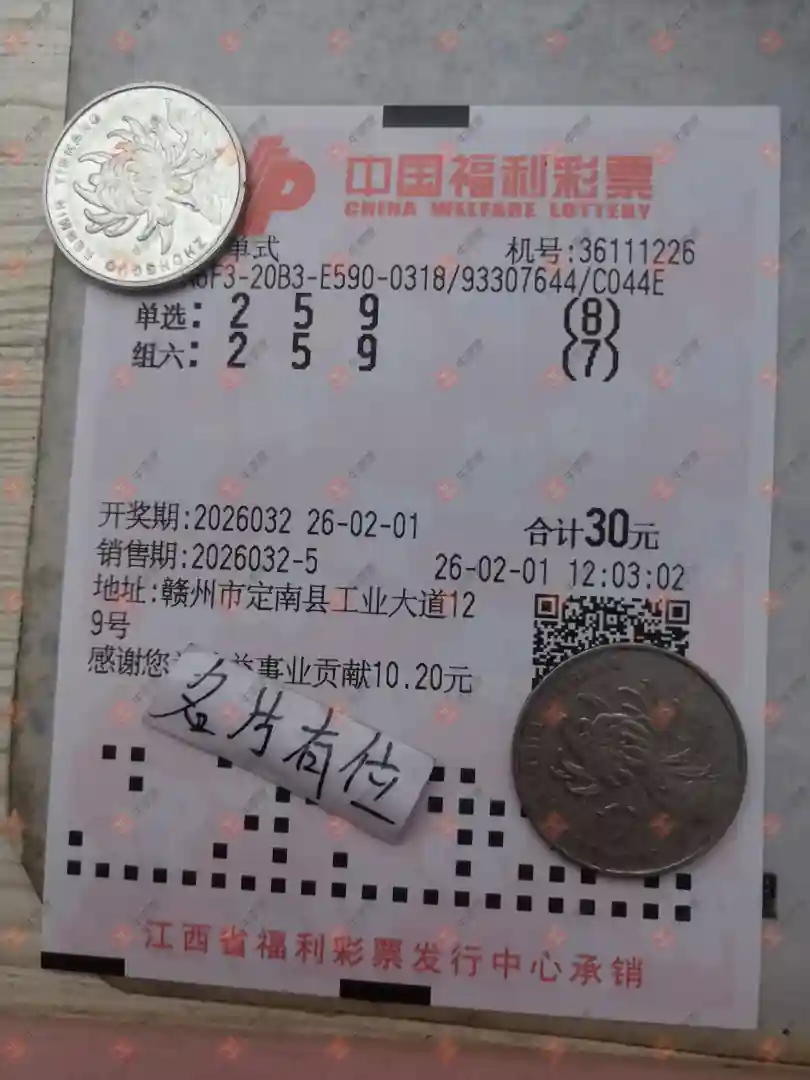 中国福利彩票
CHINA WELFARE LOTTERY
单式 机号:36111226
6F3-20B3-E590-0318/93307644/C044E
单选: 2 5 9 (8)
组六: 2 5 9 (7)
开奖期:2026032 26-02-01 合计30元
销售期:2026032-5 26-02-01 12:03:02
地址:赣州市定南县工业大道12
9号
感谢您 益事业贡献10.20元
名片有位
江西省福利彩票发行中心承销